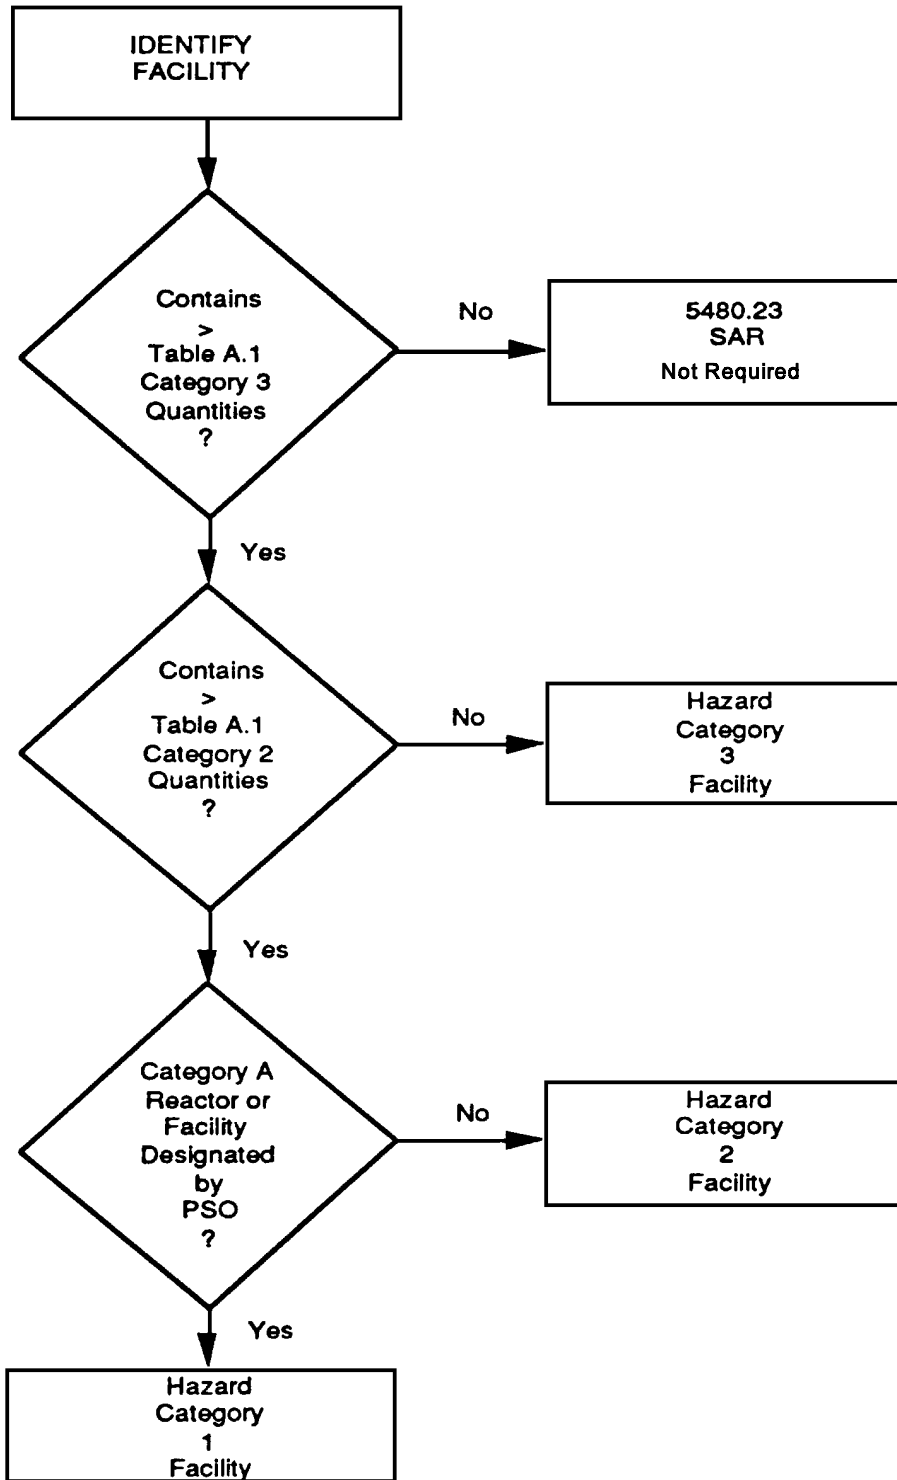 IDENTIFY
FACILITY
Contains
>
Table A.1
Category 3
Quantities
?
No
5480.23
SAR
Not Required
Yes
Contains
>
Table A.1
Category 2
Quantities
?
No
Hazard
Category
3
Facility
Yes
Category A
Reactor or
Facility
Designated
by
PSO
?
No
Hazard
Category
2
Facility
Yes
Hazard
Category
1
Facility